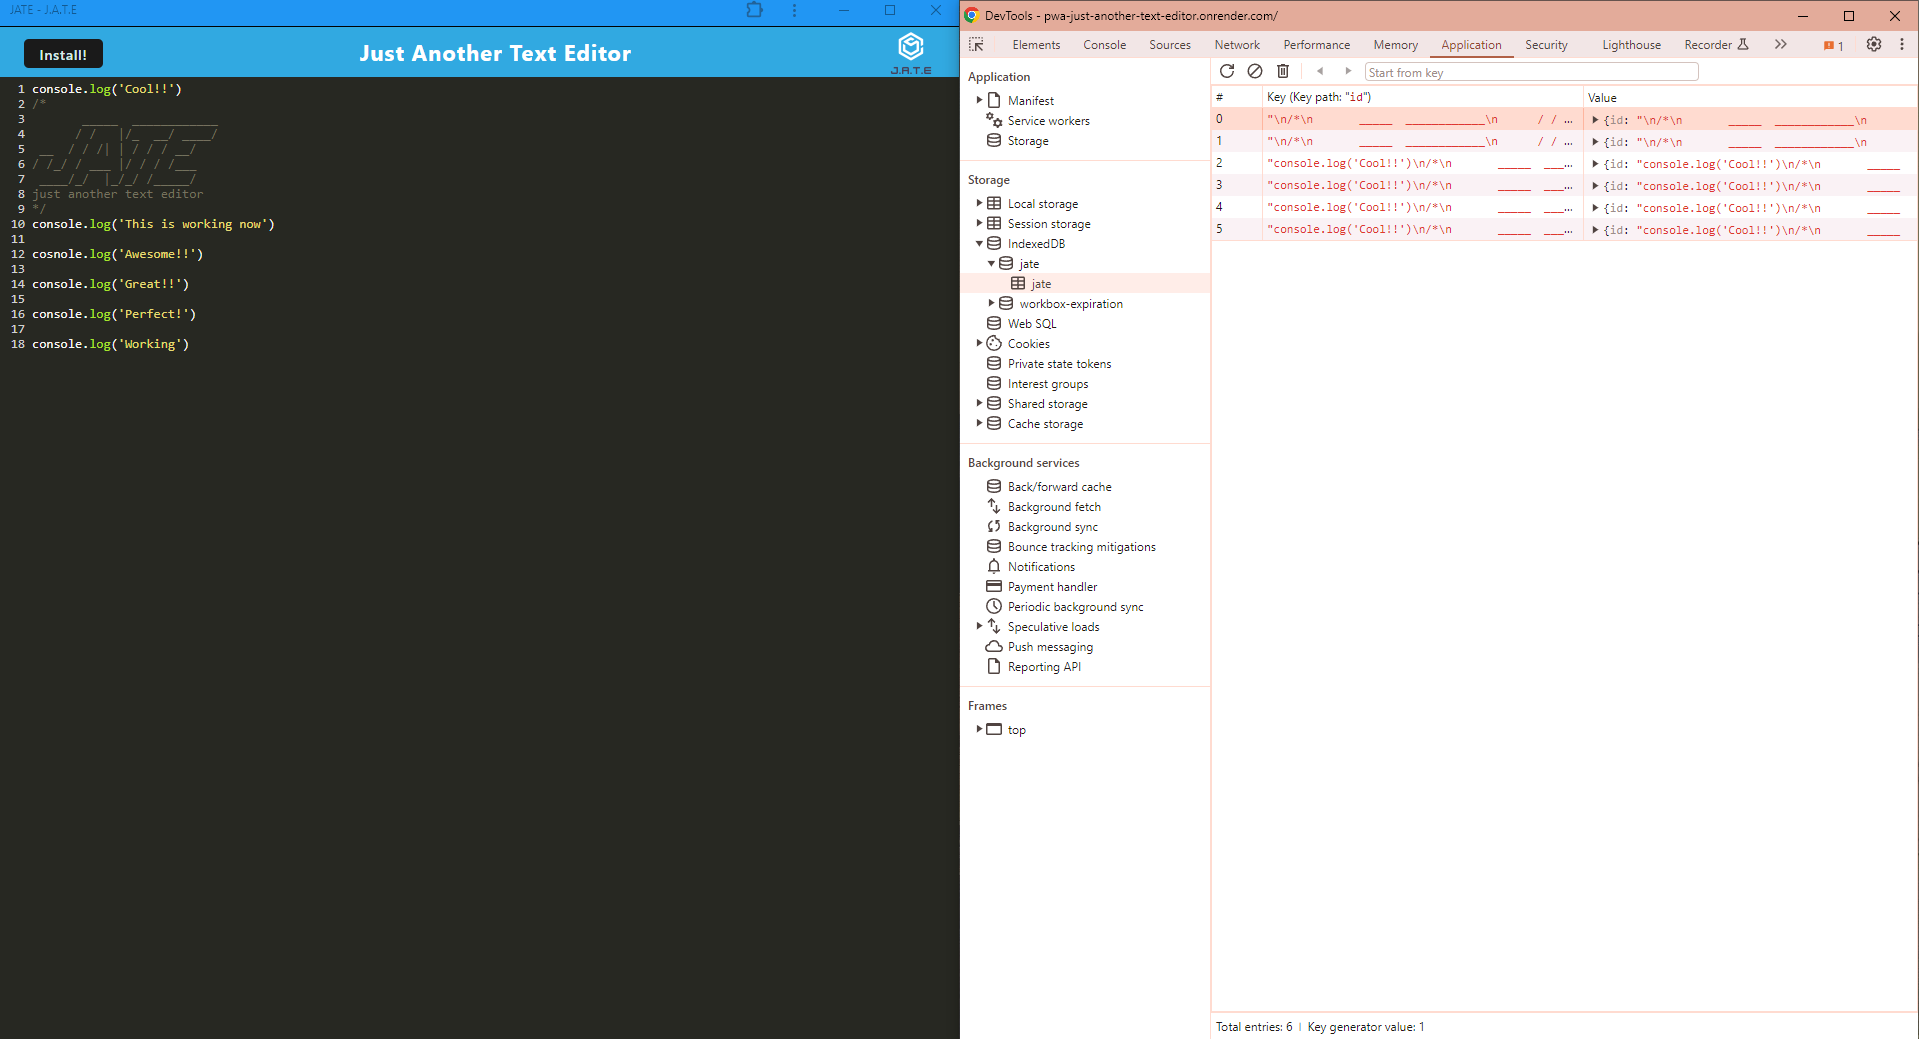 JATE - J.A.T.E
Install!
Just Another Text Editor
J.A.T.E
1 console.log('Cool!!')
2 /*
3        _____  ____________
4       / /   |/_  __/ ____/
5  __  / / /| | / / / __/
6 / /_/ / ___ |/ / / /___
7  ____/_/  |_/_/ /_____/
8 just another text editor
9 */
10 console.log('This is working now')
11
12 cosnole.log('Awesome!!')
13
14 console.log('Great!!')
15
16 console.log('Perfect!')
17
18 console.log('Working')
DevTools - pwa-just-another-text-editor.onrender.com/
Elements Console Sources Network Performance Memory Application Security Lighthouse Recorder 1
Application
Manifest
Service workers
Storage
Storage
Local storage
Session storage
IndexedDB
jate
jate
workbox-expiration
Web SQL
Cookies
Private state tokens
Interest groups
Shared storage
Cache storage
Background services
Back/forward cache
Background fetch
Background sync
Bounce tracking mitigations
Notifications
Payment handler
Periodic background sync
Speculative loads
Push messaging
Reporting API
Frames
top
Start from key
# Key (Key path: "id") Value
0 "\n/*\n       _____  ____________\n      / / … {id: "\n/*\n       _____  ____________\n
1 "\n/*\n       _____  ____________\n      / / … {id: "\n/*\n       _____  ____________\n
2 "console.log('Cool!!')\n/*\n       _____  ___… {id: "console.log('Cool!!')\n/*\n       _____
3 "console.log('Cool!!')\n/*\n       _____  ___… {id: "console.log('Cool!!')\n/*\n       _____
4 "console.log('Cool!!')\n/*\n       _____  ___… {id: "console.log('Cool!!')\n/*\n       _____
5 "console.log('Cool!!')\n/*\n       _____  ___… {id: "console.log('Cool!!')\n/*\n       _____
Total entries: 6 | Key generator value: 1